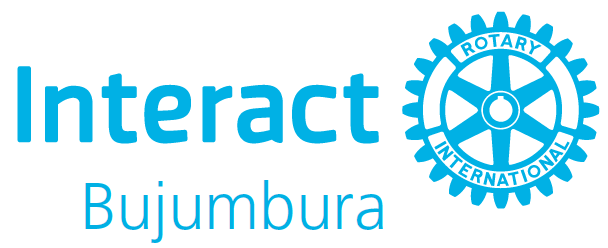 Interact
Bujumbura
ROTARY
INTERNATIONAL